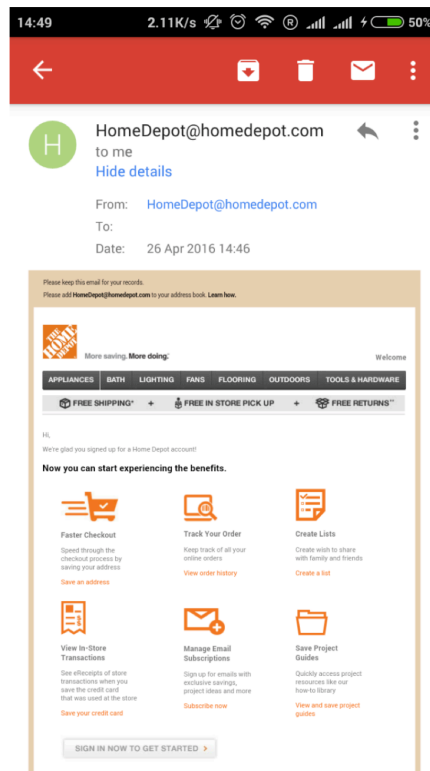 14:49 2.11K/s R 50%
H
HomeDepot@homedepot.com
to me
Hide details
From: HomeDepot@homedepot.com
To:
Date: 26 Apr 2016 14:46
Please keep this email for your records.
Please add HomeDepot@homedepot.com to your address book. Learn how.
THE HOME DEPOT
More saving. More doing.
Welcome
APPLIANCES BATH LIGHTING FANS FLOORING OUTDOORS TOOLS & HARDWARE
FREE SHIPPING* + FREE IN STORE PICK UP + FREE RETURNS**
Hi,
We're glad you signed up for a Home Depot account!
Now you can start experiencing the benefits.
Faster Checkout
Speed through the
checkout process by
saving your address
Save an address
Track Your Order
Keep track of all your
online orders
View order history
Create Lists
Create wish to share
with family and friends
Create a list
View In-Store
Transactions
See eReceipts of store
transactions when you
save the credit card
that was used at the store
Save your credit card
Manage Email
Subscriptions
Sign up for emails with
exclusive savings,
project ideas and more
Subscribe now
Save Project
Guides
Quickly access project
resources like our
how-to library
View and save project
guides
SIGN IN NOW TO GET STARTED >